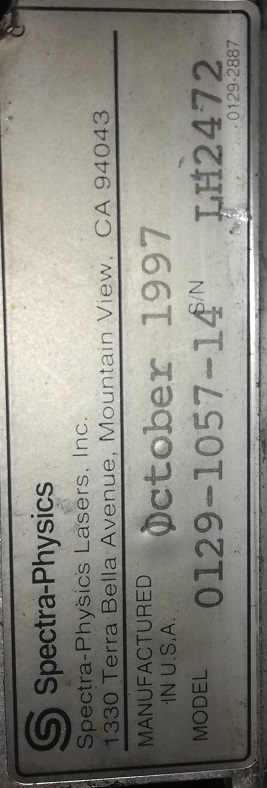 Spectra-Physics
Spectra-Physics Lasers, Inc.
1330 Terra Bella Avenue, Mountain View, CA 94043
MANUFACTURED IN U.S.A. October 1997
MODEL 0129-1057-14 S/N LH2472
0129-2887